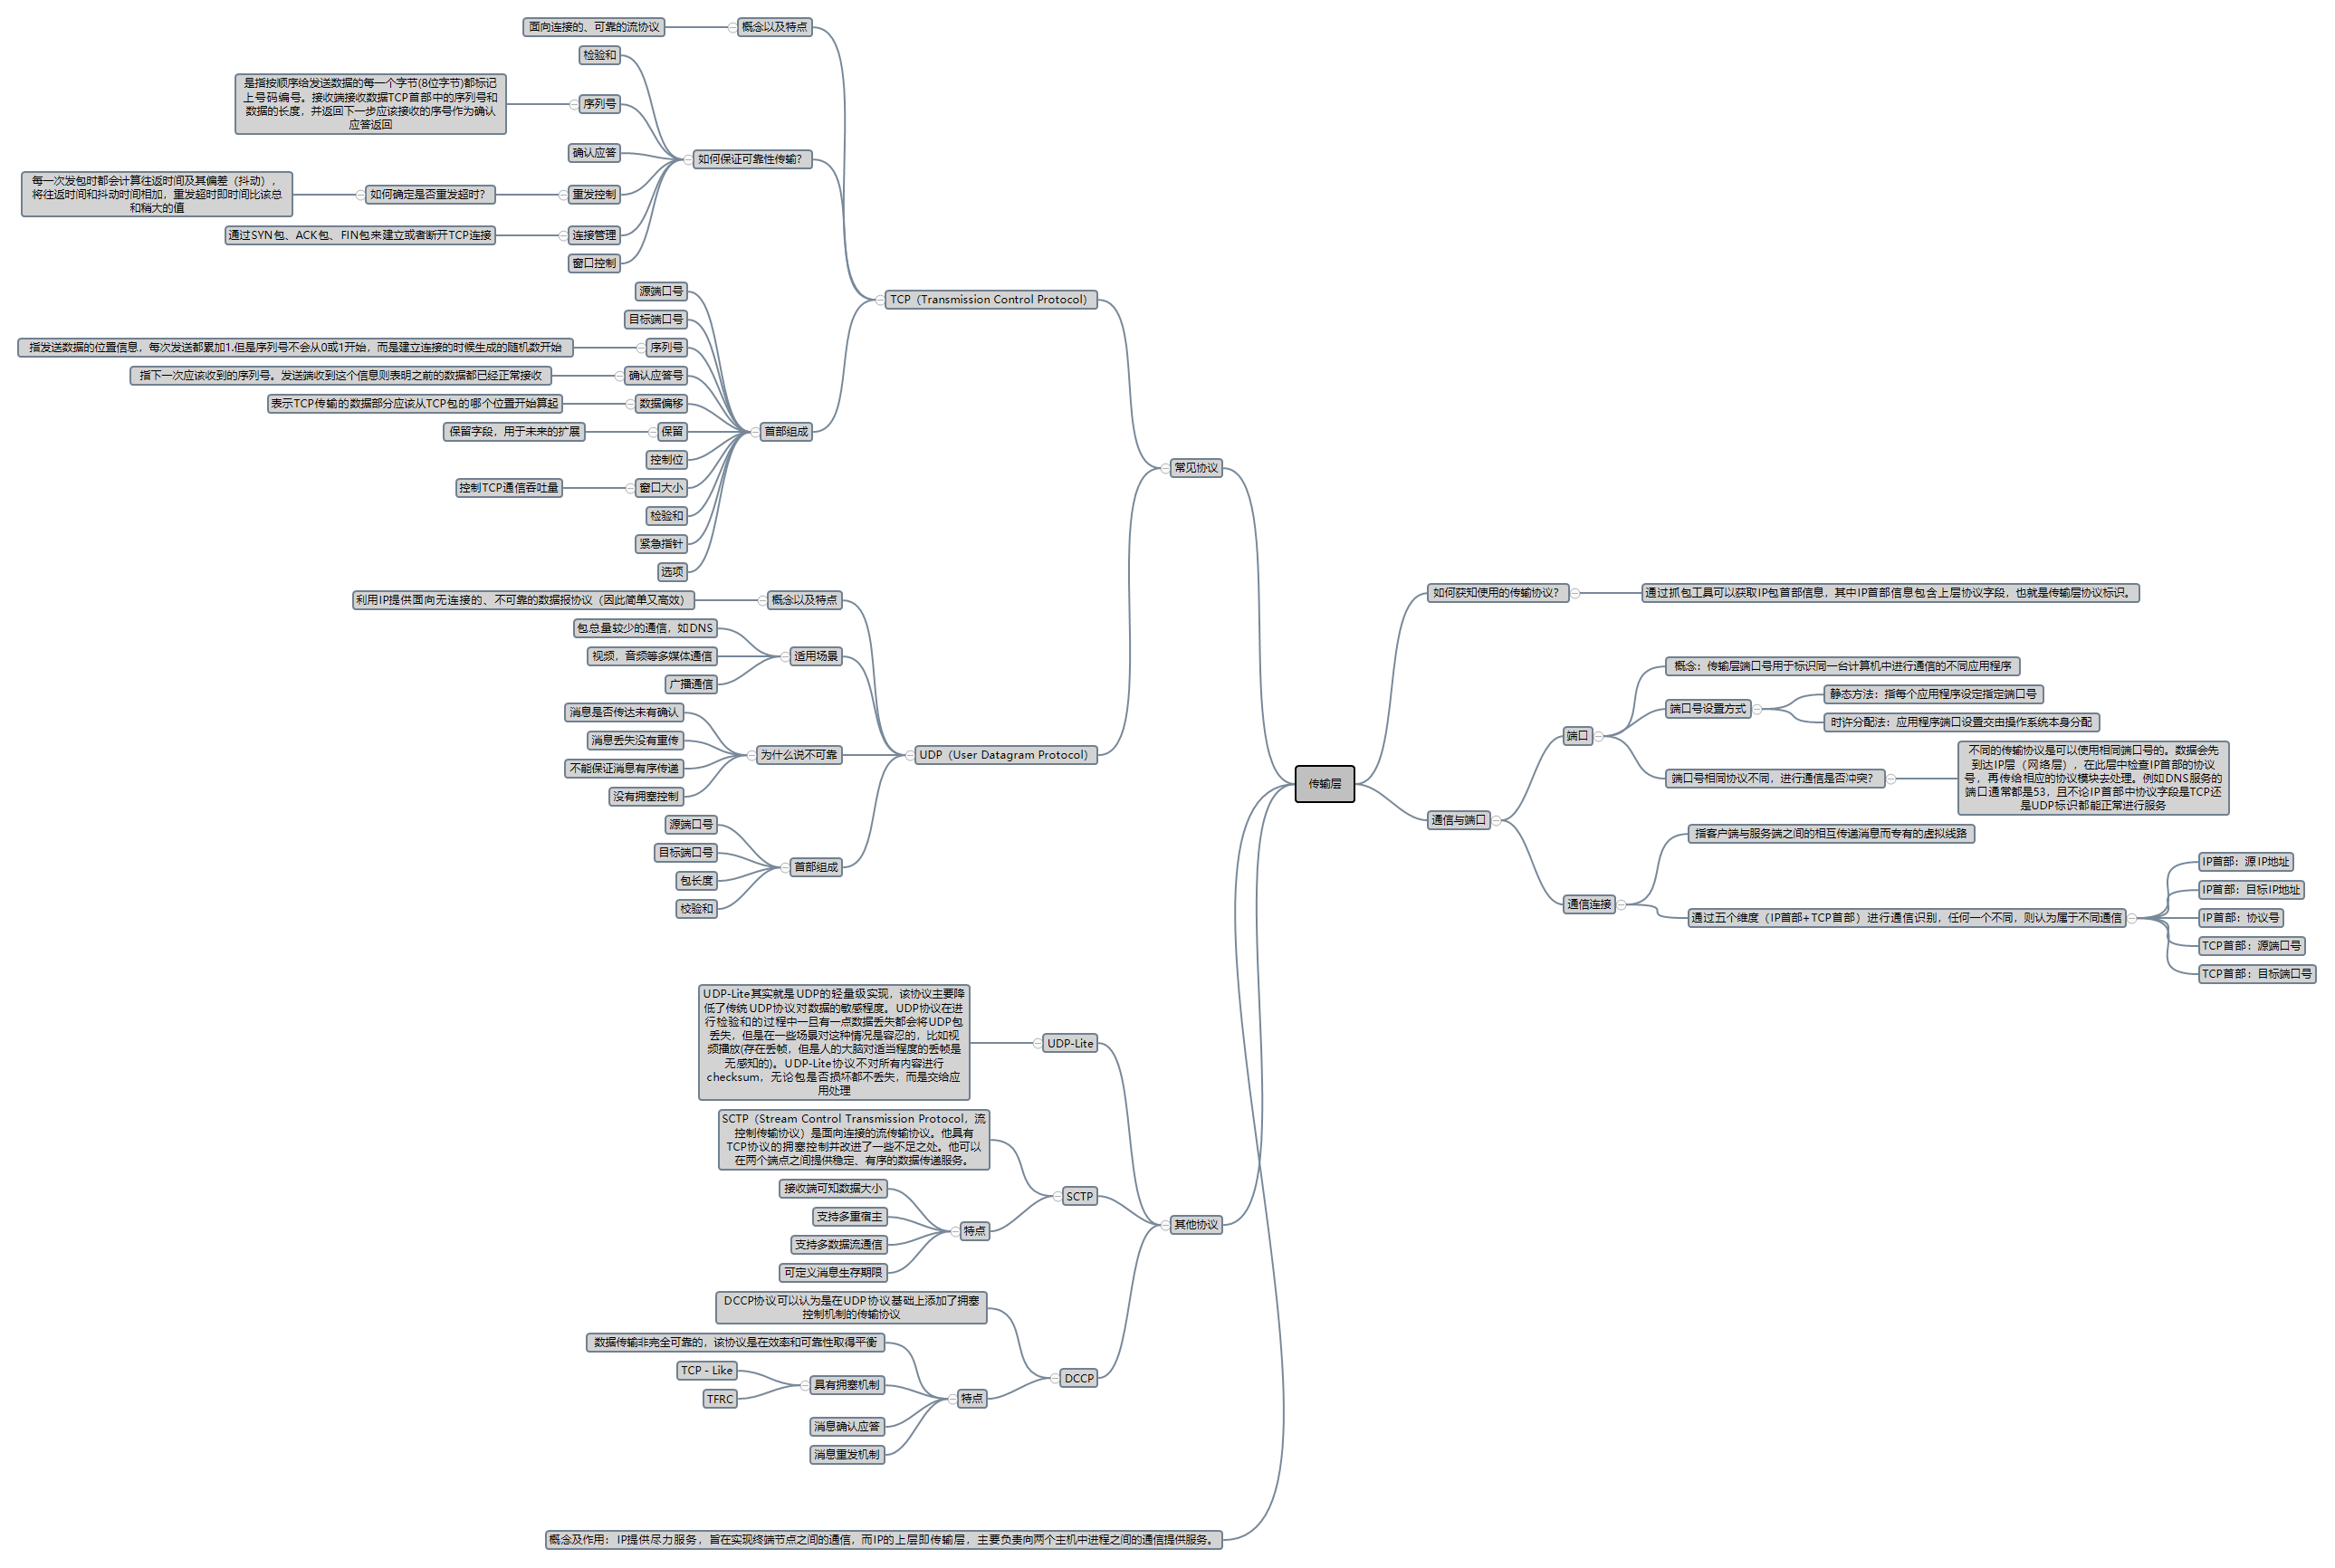 传输层
如何获知使用的传输协议？
通过抓包工具可以获取IP包首部信息，其中IP首部信息包含上层协议字段，也就是传输层协议标识。
通信与端口
端口
概念：传输层端口号用于标识同一台计算机中进行通信的不同应用程序
端口号设置方式
静态方法：指每个应用程序设定指定端口号
时许分配法：应用程序端口设置交由操作系统本身分配
端口号相同协议不同，进行通信是否冲突？
不同的传输协议是可以使用相同端口号的。数据会先
到达IP层（网络层），在此层中检查IP首部的协议
号，再传给相应的协议模块去处理。例如DNS服务的
端口通常都是53，且不论IP首部中协议字段是TCP还
是UDP标识都能正常进行服务
通信连接
指客户端与服务端之间的相互传递消息而专有的虚拟线路
通过五个维度（IP首部+TCP首部）进行通信识别，任何一个不同，则认为属于不同通信
IP首部：源IP地址
IP首部：目标IP地址
IP首部：协议号
TCP首部：源端口号
TCP首部：目标端口号
常见协议
TCP（Transmission Control Protocol）
概念以及特点
面向连接的、可靠的流协议
如何保证可靠性传输？
检验和
序列号
是指按顺序给发送数据的每一个字节(8位字节)都标记
上号码编号。接收端接收数据TCP首部中的序列号和
数据的长度，并返回下一步应该接收的序号作为确认
应答返回
确认应答
重发控制
如何确定是否重发超时？
每一次发包时都会计算往返时间及其偏差（抖动），
将往返时间和抖动时间相加，重发超时即时间比该总
和稍大的值
连接管理
通过SYN包、ACK包、FIN包来建立或者断开TCP连接
窗口控制
首部组成
源端口号
目标端口号
序列号
指发送数据的位置信息，每次发送都累加1.但是序列号不会从0或1开始，而是建立连接的时候生成的随机数开始
确认应答号
指下一次应该收到的序列号。发送端收到这个信息则表明之前的数据都已经正常接收
数据偏移
表示TCP传输的数据部分应该从TCP包的哪个位置开始算起
保留
保留字段，用于未来的扩展
控制位
窗口大小
控制TCP通信吞吐量
检验和
紧急指针
选项
UDP（User Datagram Protocol）
概念以及特点
利用IP提供面向无连接的、不可靠的数据报协议（因此简单又高效）
适用场景
包总量较少的通信，如DNS
视频，音频等多媒体通信
广播通信
为什么说不可靠
消息是否传达未有确认
消息丢失没有重传
不能保证消息有序传递
没有拥塞控制
首部组成
源端口号
目标端口号
包长度
校验和
其他协议
UDP-Lite
UDP-Lite其实就是UDP的轻量级实现，该协议主要降
低了传统UDP协议对数据的敏感程度。UDP协议在进
行检验和的过程中一旦有一点数据丢失都会将UDP包
丢失，但是在一些场景对这种情况是容忍的，比如视
频播放(存在丢帧，但是人的大脑对适当程度的丢帧是
无感知的)。UDP-Lite协议不对所有内容进行
checksum，无论包是否损坏都不丢失，而是交给应
用处理
SCTP
SCTP（Stream Control Transmission Protocol，流
控制传输协议）是面向连接的流传输协议。他具有
TCP协议的拥塞控制并改进了一些不足之处。他可以
在两个端点之间提供稳定、有序的数据传递服务。
特点
接收端可知数据大小
支持多重宿主
支持多数据流通信
可定义消息生存期限
DCCP
DCCP协议可以认为是在UDP协议基础上添加了拥塞
控制机制的传输协议
特点
数据传输非完全可靠的，该协议是在效率和可靠性取得平衡
具有拥塞机制
TCP - Like
TFRC
消息确认应答
消息重发机制
概念及作用：IP提供尽力服务，旨在实现终端节点之间的通信，而IP的上层即传输层，主要负责向两个主机中进程之间的通信提供服务。